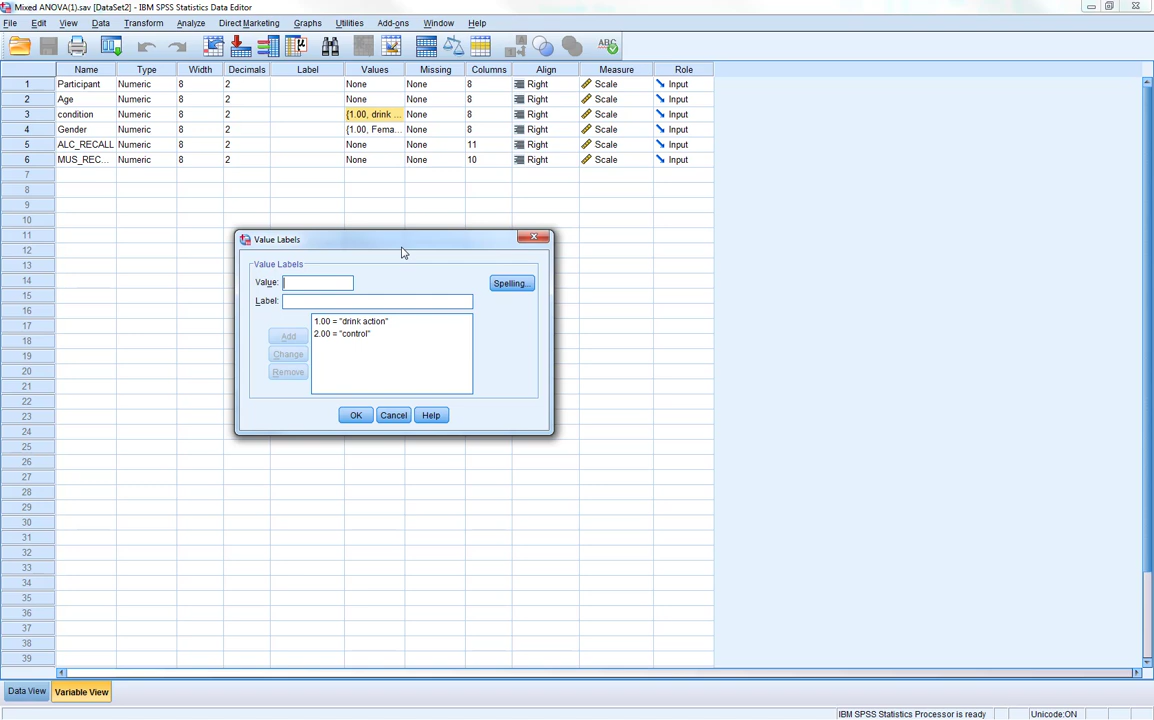 Mixed ANOVA(1).sav [DataSet2] - IBM SPSS Statistics Data Editor
File Edit View Data Transform Analyze Direct Marketing Graphs Utilities Add-ons Window Help
Name Type Width Decimals Label Values Missing Columns Align Measure Role
1 Participant Numeric 8 2 None None 8 Right Scale Input
2 Age Numeric 8 2 None None 8 Right Scale Input
3 condition Numeric 8 2 {1.00, drink ... None 8 Right Scale Input
4 Gender Numeric 8 2 {1.00, Fema... None 8 Right Scale Input
5 ALC_RECALL Numeric 8 2 None None 11 Right Scale Input
6 MUS_REC... Numeric 8 2 None None 10 Right Scale Input
7
8
9
10
11
12
13
14
15
16
17
18
19
20
21
22
23
24
25
26
27
28
29
30
31
32
33
34
35
36
37
38
39
Value Labels
Value Labels
Value:
Spelling...
Label:
1.00 = "drink action"
2.00 = "control"
Add
Change
Remove
OK Cancel Help
Data View Variable View
IBM SPSS Statistics Processor is ready Unicode:ON